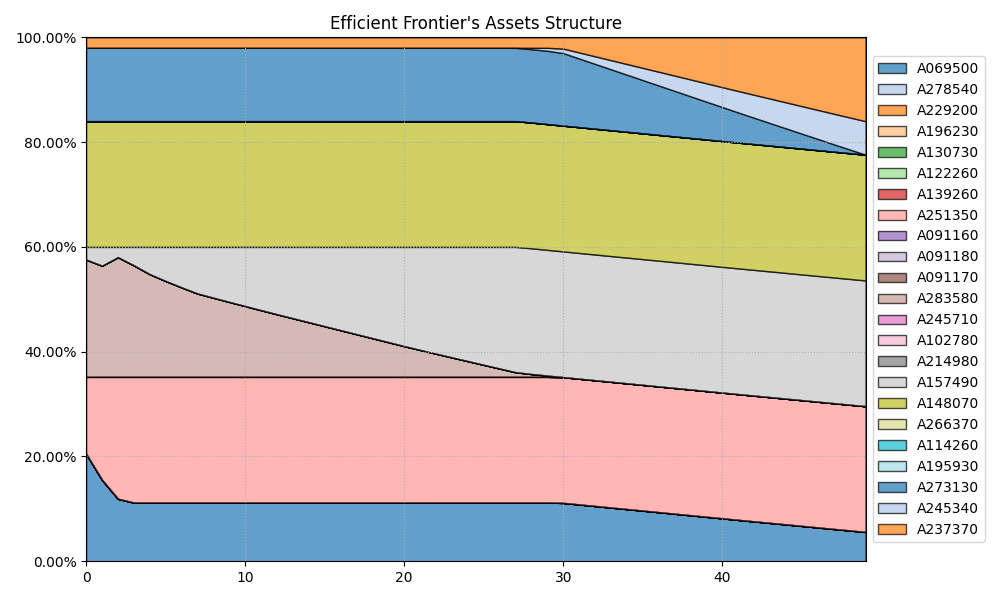 Efficient Frontier's Assets Structure
100.00%
80.00%
60.00%
40.00%
20.00%
0.00%
0
10
20
30
40
A069500
A278540
A229200
A196230
A130730
A122260
A139260
A251350
A091160
A091180
A091170
A283580
A245710
A102780
A214980
A157490
A148070
A266370
A114260
A195930
A273130
A245340
A237370